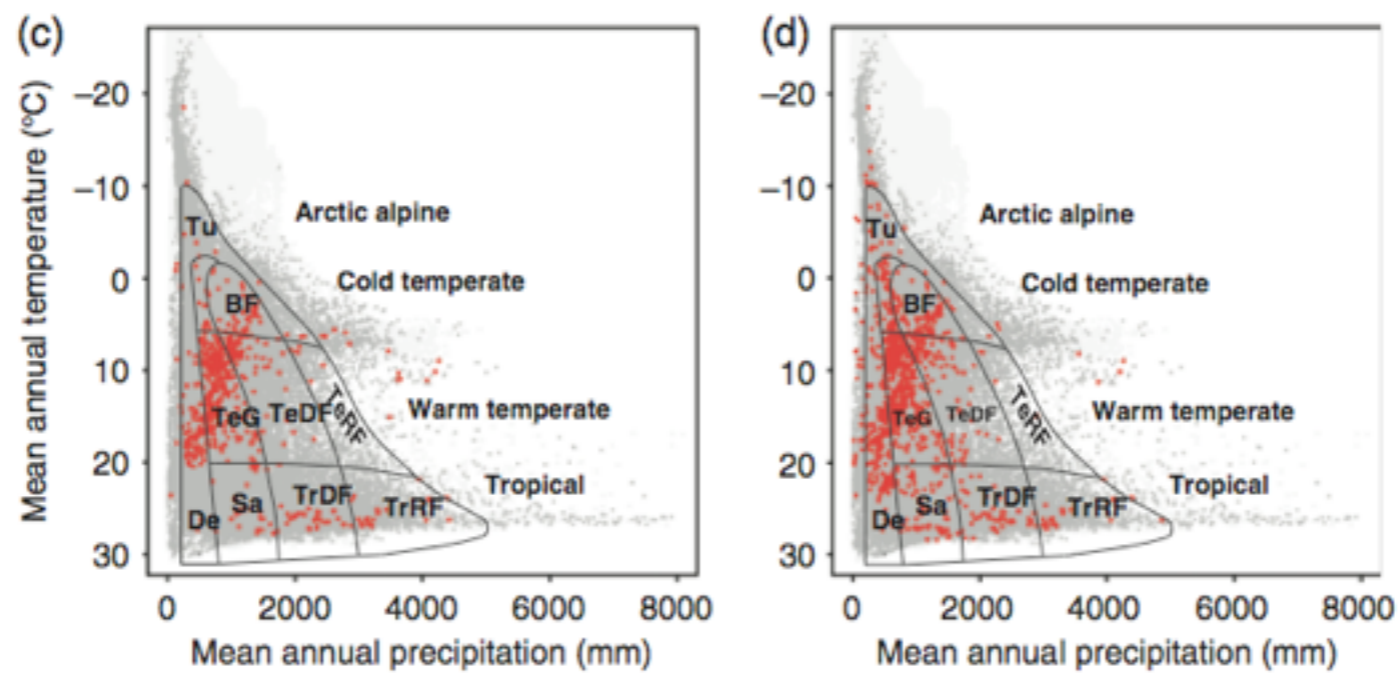 (c)
Mean annual temperature (ºC)
–20
–10
0
10
20
30
Arctic alpine
Cold temperate
Warm temperate
Tropical
Tu
BF
TeG
TeDF
TeRF
Sa
TrDF
TrRF
De
0 2000 4000 6000 8000
Mean annual precipitation (mm)
(d)
–20
–10
0
10
20
30
Arctic alpine
Cold temperate
Warm temperate
Tropical
Tu
BF
TeG
TeDF
TeRF
Sa
TrDF
TrRF
De
0 2000 4000 6000 8000
Mean annual precipitation (mm)